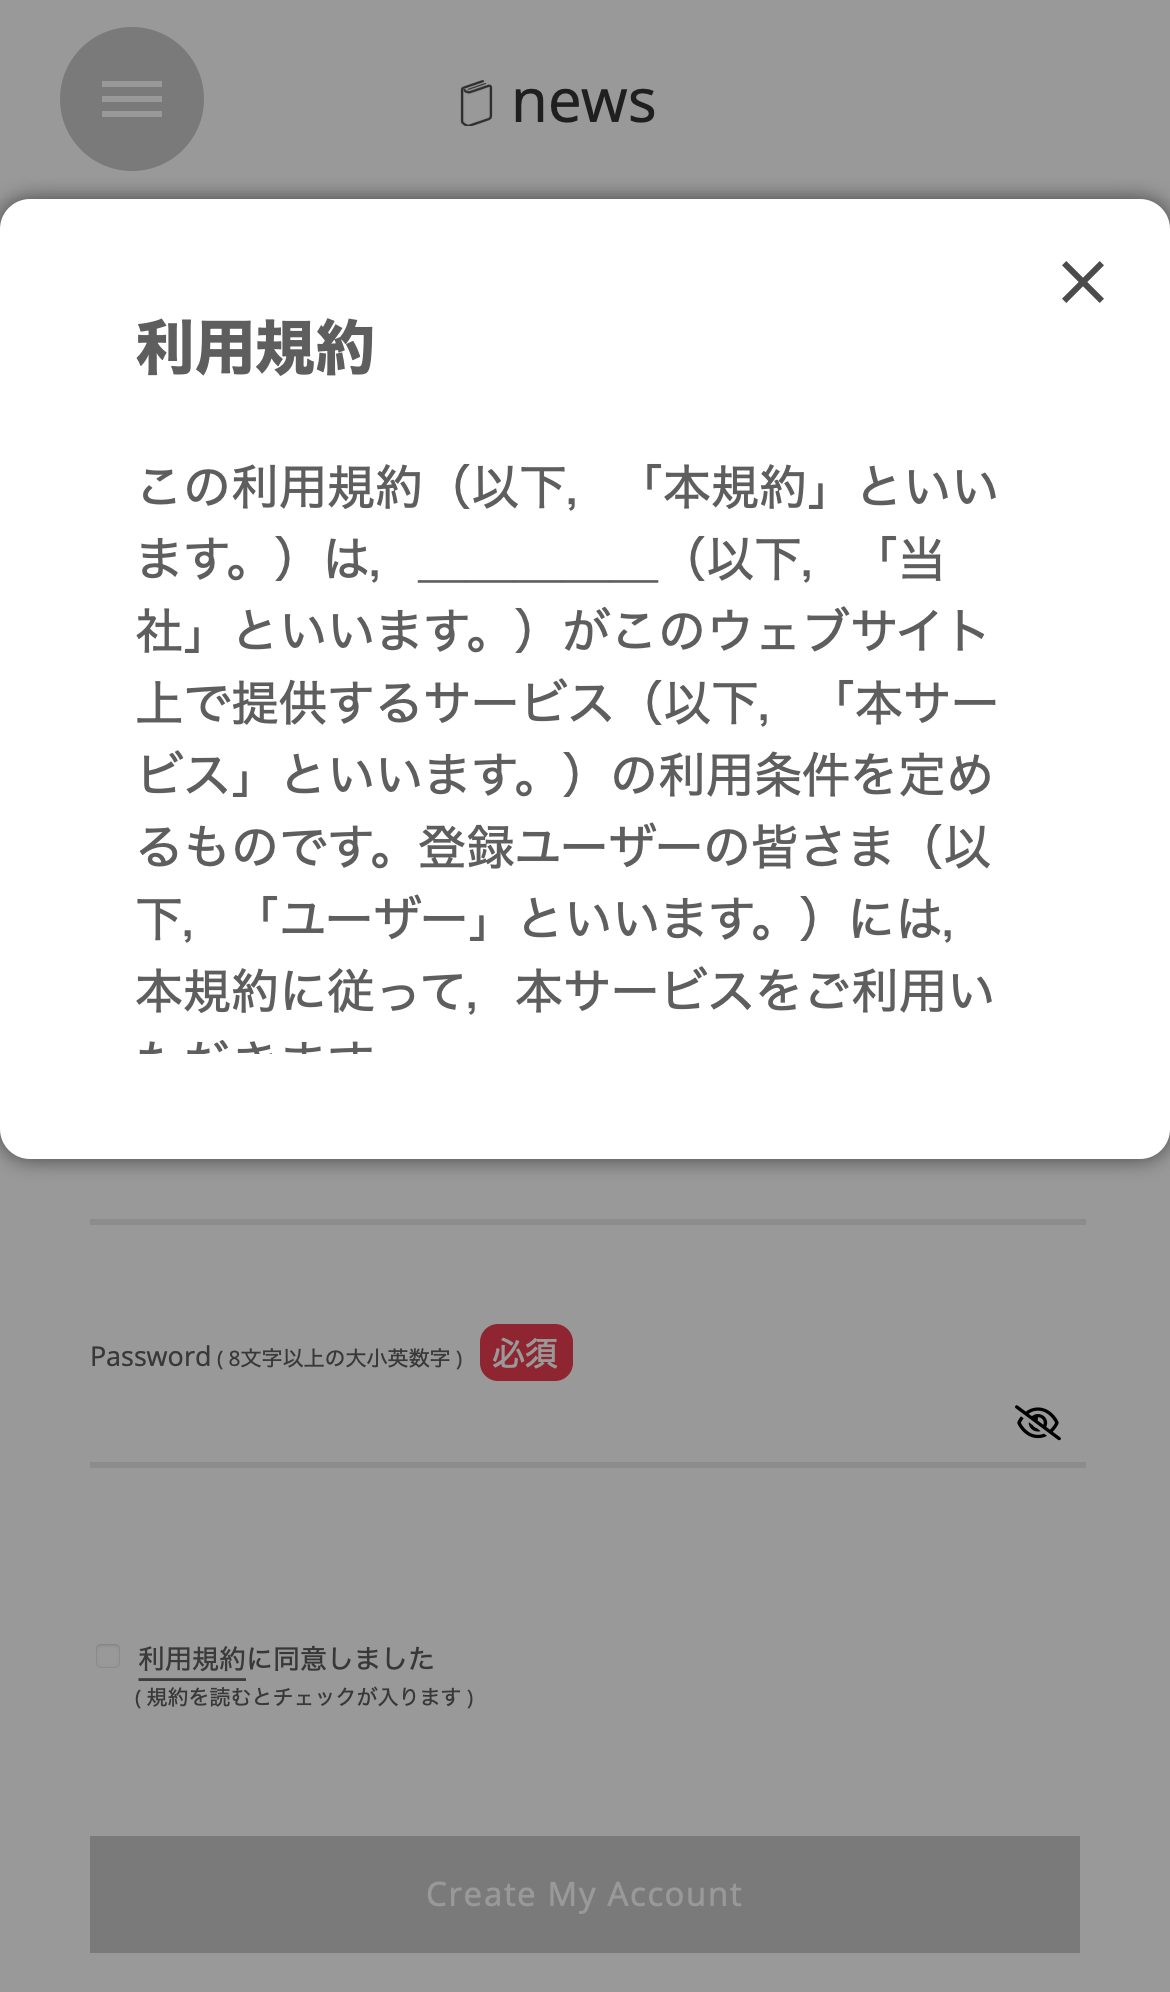 news
利用規約
この利用規約（以下,　「本規約」といい
ます。）は, __________（以下,　「当
社」といいます。）がこのウェブサイト
上で提供するサービス（以下,　「本サー
ビス」といいます。）の利用条件を定め
るものです。登録ユーザーの皆さま（以
下,　「ユーザー」といいます。）には,
本規約に従って, 本サービスをご利用い
ただきます
Password ( 8文字以上の大小英数字 ) 必須
利用規約に同意しました
( 規約を読むとチェックが入ります )
Create My Account